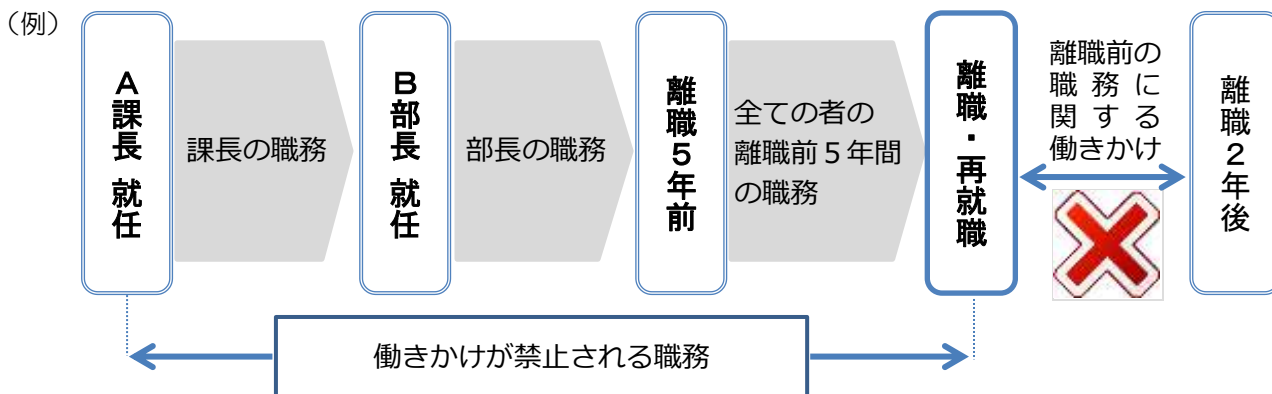 （例）
Ａ課長 就任
課長の職務
Ｂ部長 就任
部長の職務
離職５年前
全ての者の
離職前５年間
の職務
離職・再就職
離職前の
職務に
関する
働きかけ
離職２年後
働きかけが禁止される職務